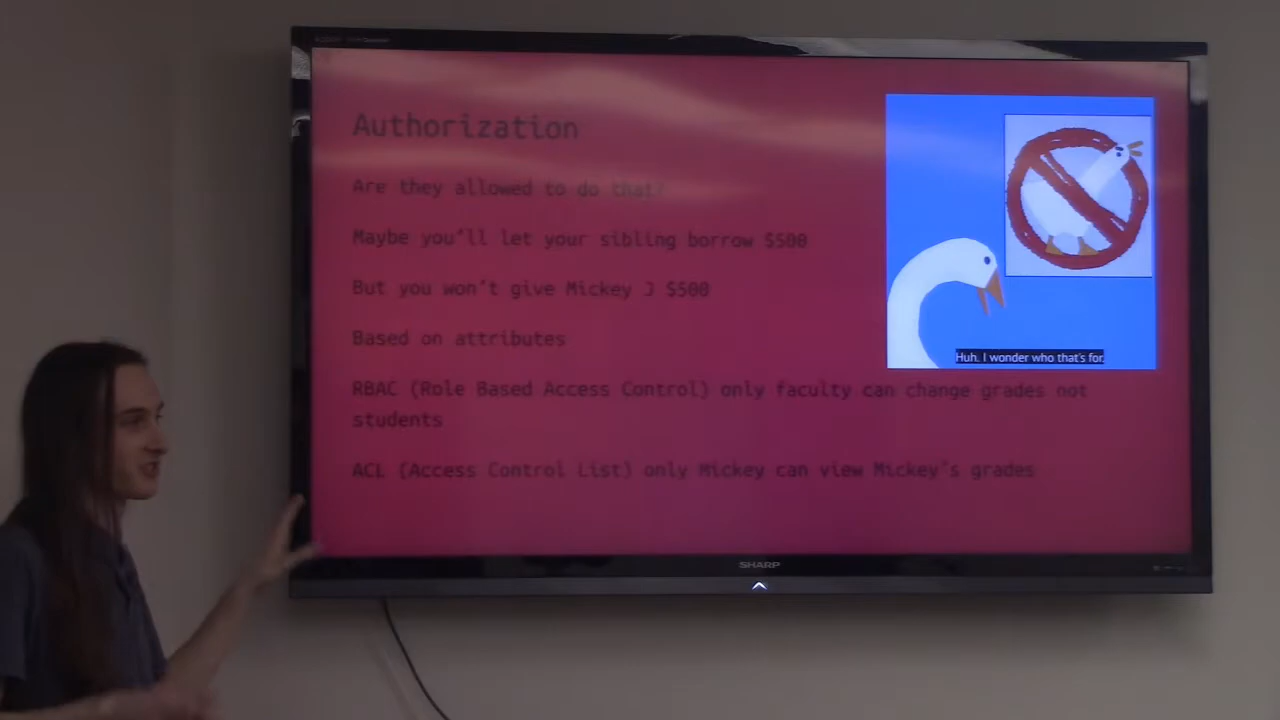 Authorization
Are they allowed to do that?
Maybe you'll let your sibling borrow $500
But you won't give Mickey J $500
Based on attributes
RBAC (Role Based Access Control) only faculty can change grades not
students
ACL (Access Control List) only Mickey can view Mickey's grades
Huh. I wonder who that's for.
SHARP